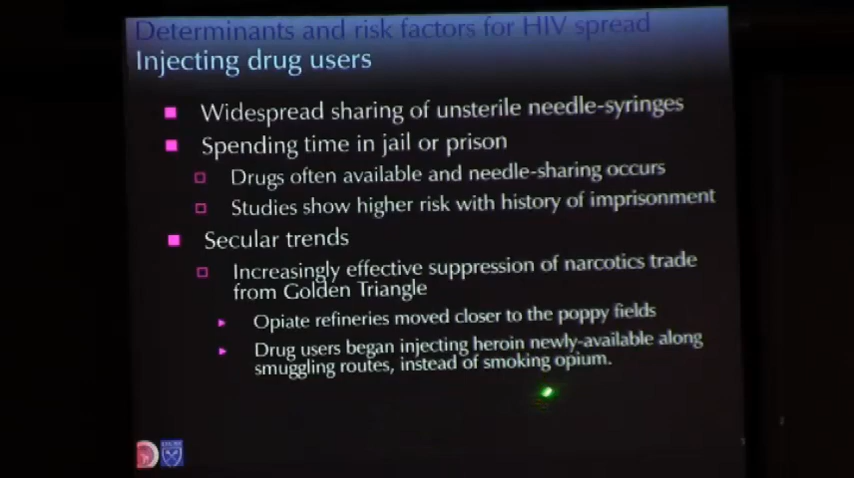 Determinants and risk factors for HIV spread
Injecting drug users
Widespread sharing of unsterile needle-syringes
Spending time in jail or prison
Drugs often available and needle-sharing occurs
Studies show higher risk with history of imprisonment
Secular trends
Increasingly effective suppression of narcotics trade
from Golden Triangle
Opiate refineries moved closer to the poppy fields
Drug users began injecting heroin newly-available along
smuggling routes, instead of smoking opium.